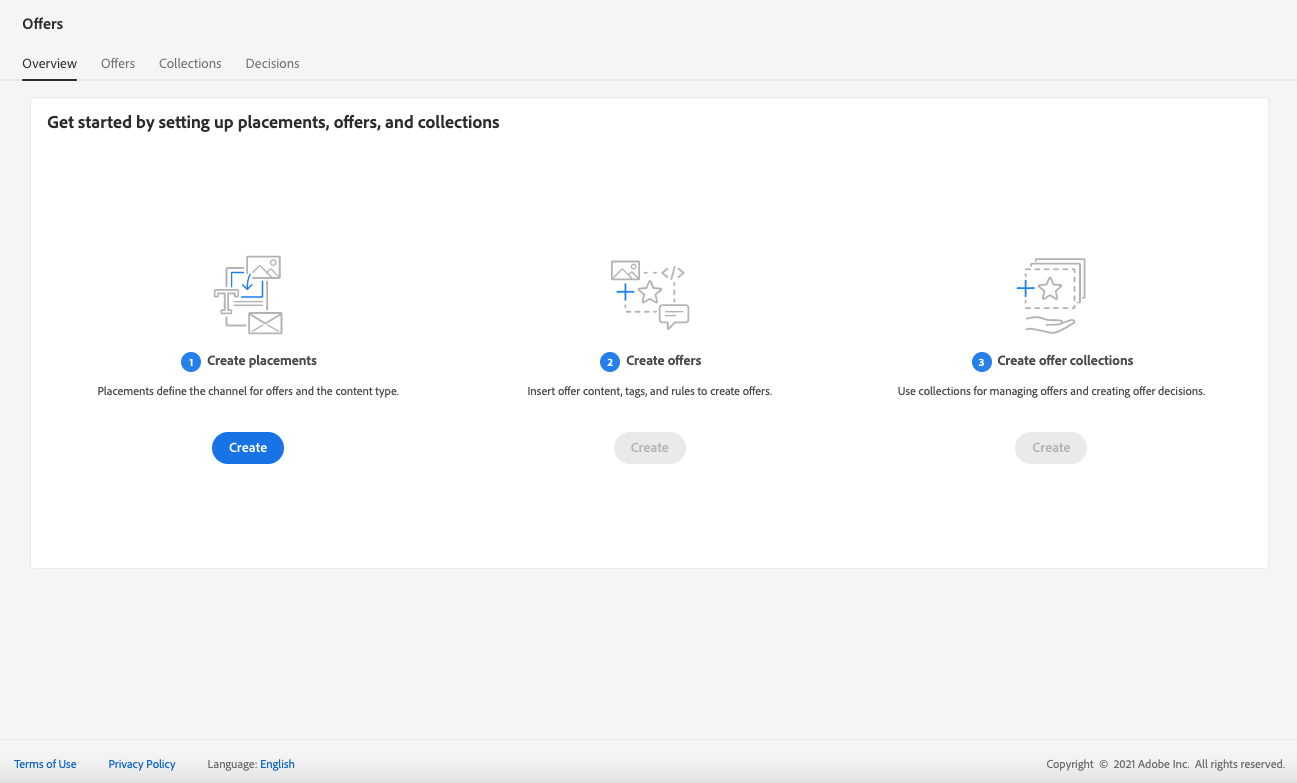 Offers
Overview Offers Collections Decisions
Get started by setting up placements, offers, and collections
1 Create placements
Placements define the channel for offers and the content type.
Create
2 Create offers
Insert offer content, tags, and rules to create offers.
Create
3 Create offer collections
Use collections for managing offers and creating offer decisions.
Create
Terms of Use Privacy Policy Language: English Copyright © 2021 Adobe Inc. All rights reserved.